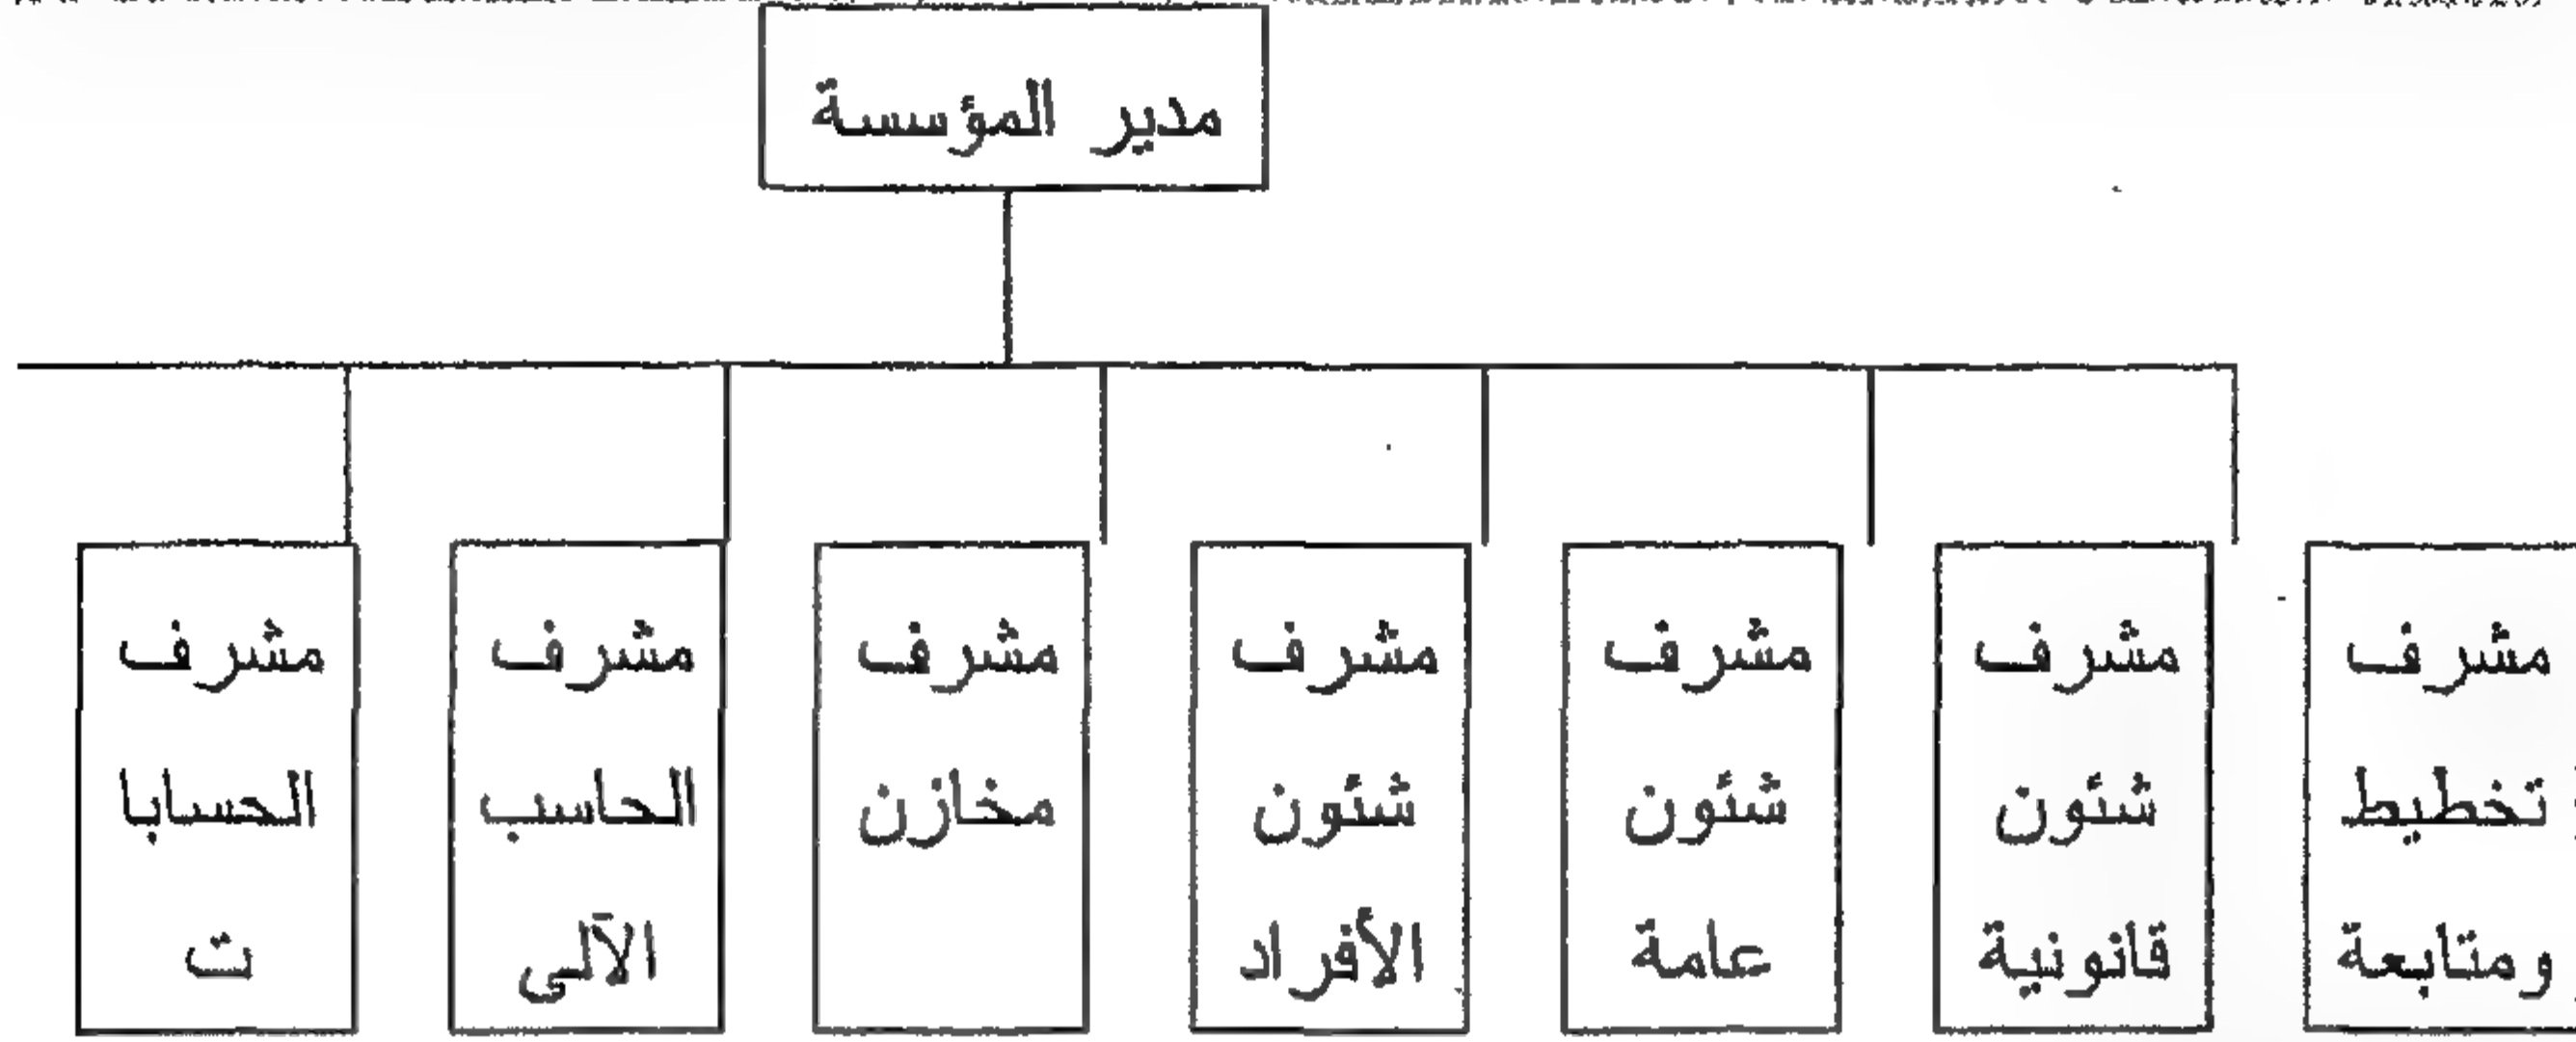 مدير المؤسسة
مشرف
تخطيط
ومتابعة
مشرف
شئون
قانونية
مشرف
شئون
عامة
مشرف
شئون
الأفراد
مشرف
مخازن
مشرف
الحاسب
الآلى
مشرف
الحسابا
ت